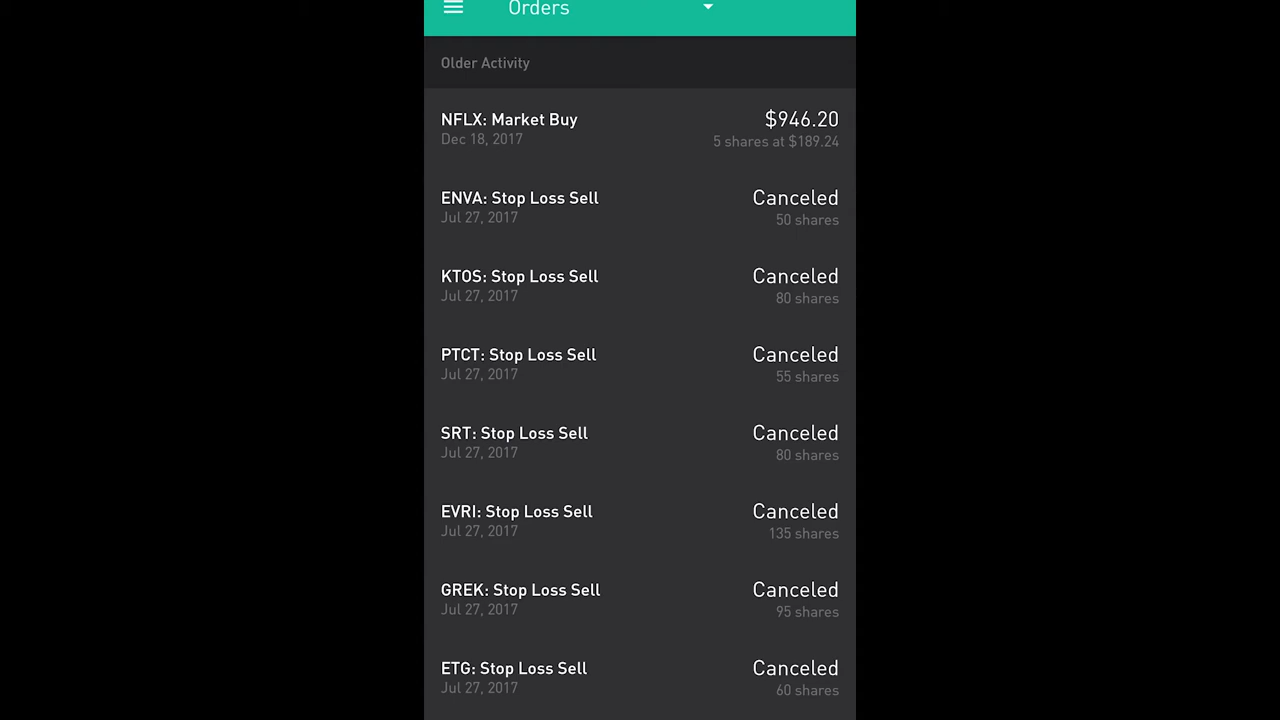 Orders
Older Activity
NFLX: Market Buy
$946.20
Dec 18, 2017
5 shares at $189.24
ENVA: Stop Loss Sell
Canceled
Jul 27, 2017
50 shares
KTOS: Stop Loss Sell
Canceled
Jul 27, 2017
80 shares
PTCT: Stop Loss Sell
Canceled
Jul 27, 2017
55 shares
SRT: Stop Loss Sell
Canceled
Jul 27, 2017
80 shares
EVRI: Stop Loss Sell
Canceled
Jul 27, 2017
135 shares
GREK: Stop Loss Sell
Canceled
Jul 27, 2017
95 shares
ETG: Stop Loss Sell
Canceled
Jul 27, 2017
60 shares